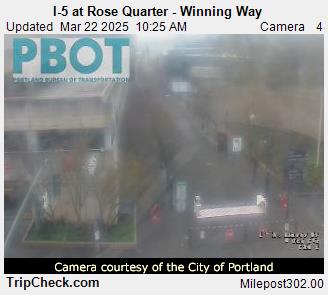 I-5 at Rose Quarter - Winning Way
Updated Mar 22 2025 10:25 AM Camera 4
PBOT
PORTLAND BUREAU OF TRANSPORTATION
Camera courtesy of the City of Portland
TripCheck.com Milepost302.00